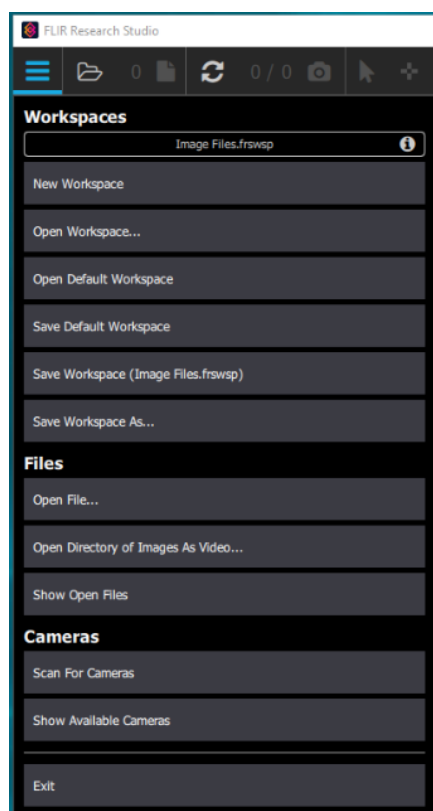 FLIR Research Studio
0 0 / 0
Workspaces
Image Files.frswsp
New Workspace
Open Workspace...
Open Default Workspace
Save Default Workspace
Save Workspace (Image Files.frswsp)
Save Workspace As...
Files
Open File...
Open Directory of Images As Video...
Show Open Files
Cameras
Scan For Cameras
Show Available Cameras
Exit